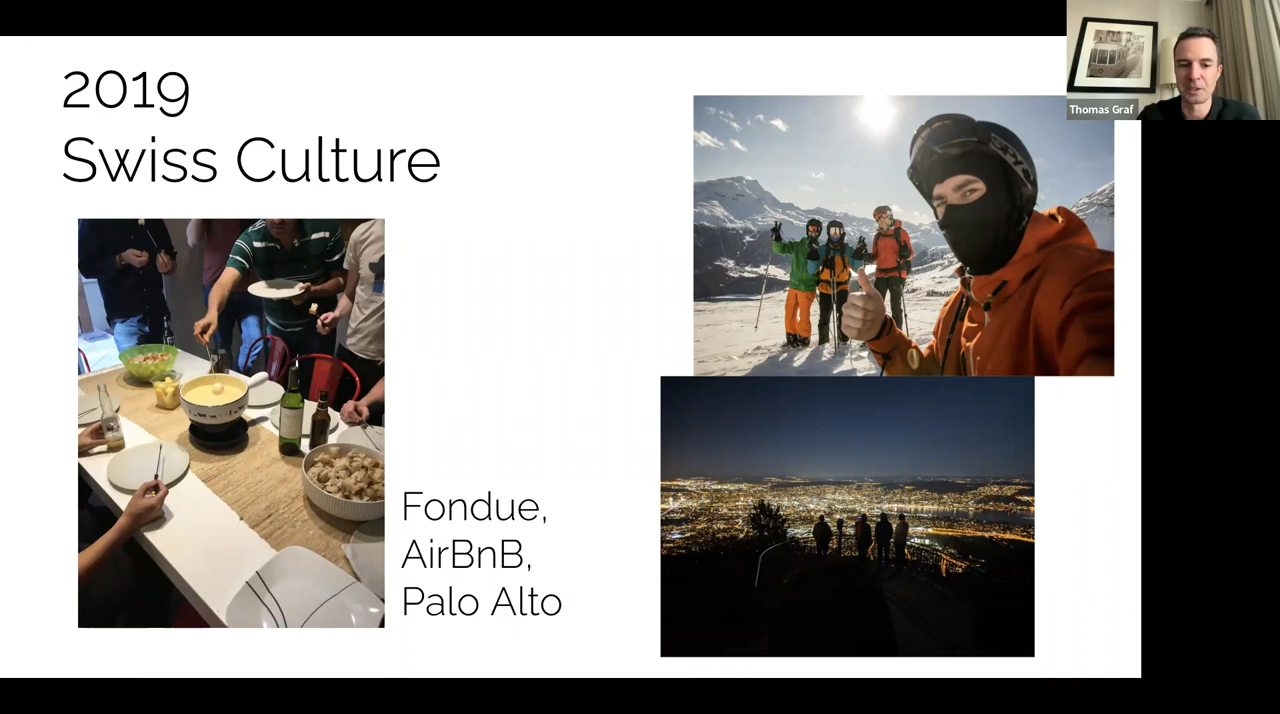 2019
Swiss Culture
Thomas Graf
Fondue,
AirBnB,
Palo Alto